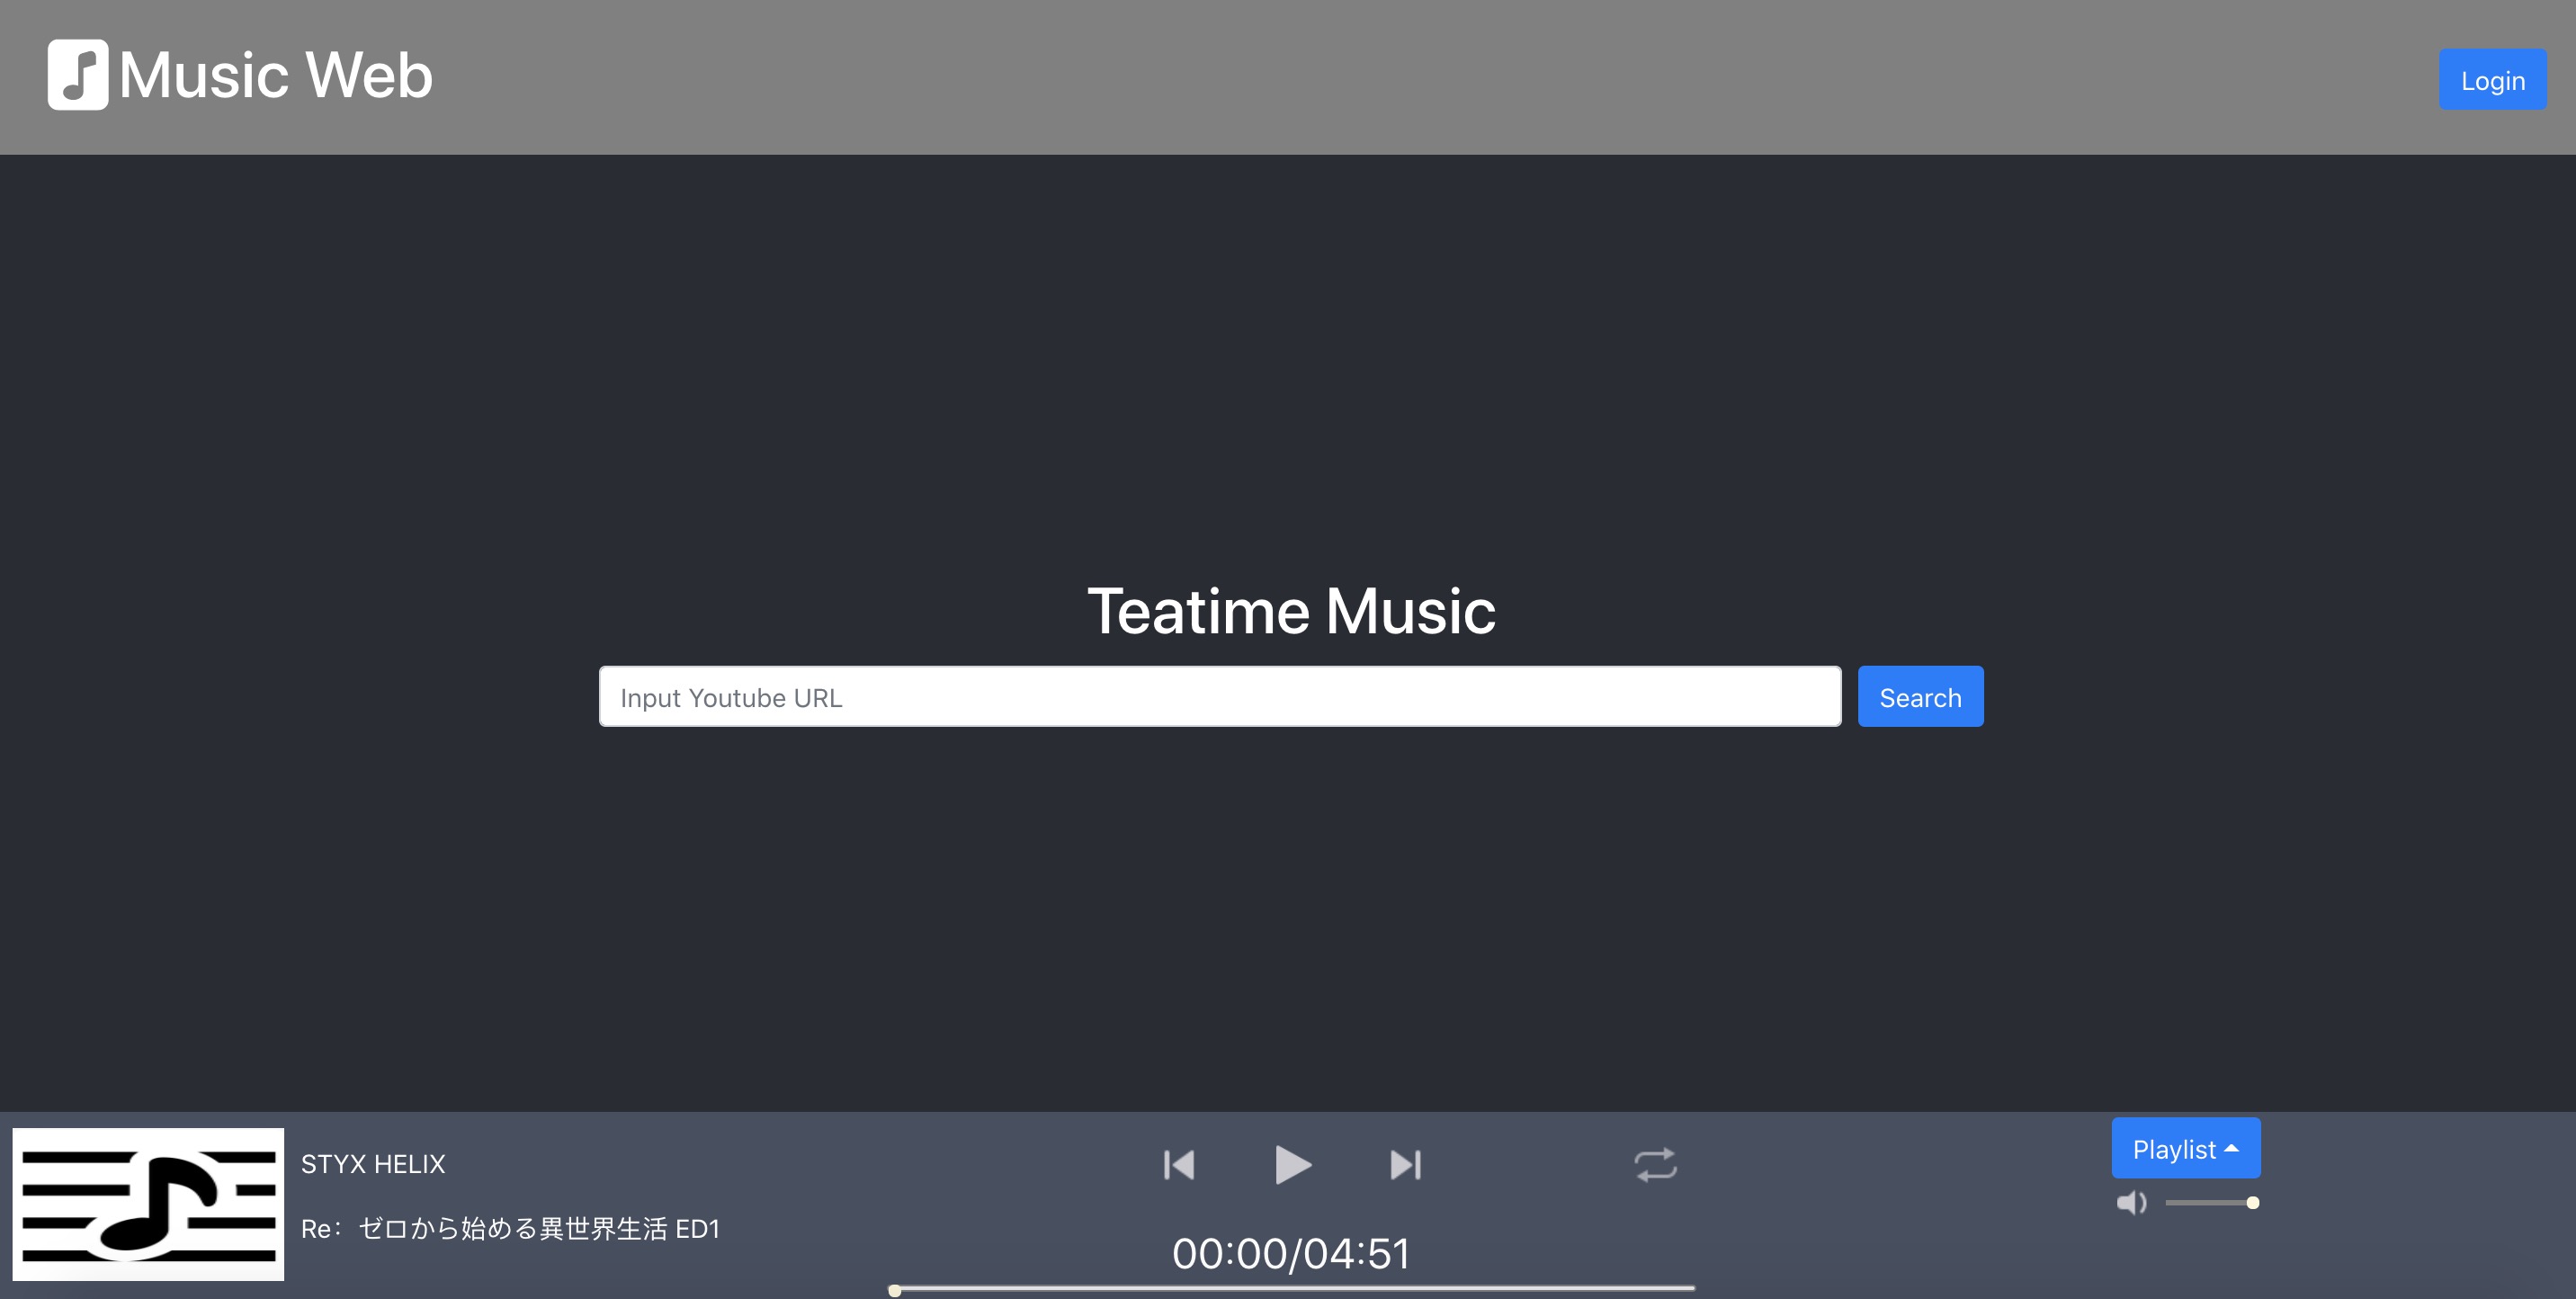 Music Web
Login
Teatime Music
Input Youtube URL
Search
STYX HELIX
Re：ゼロから始める異世界生活 ED1
00:00/04:51
Playlist